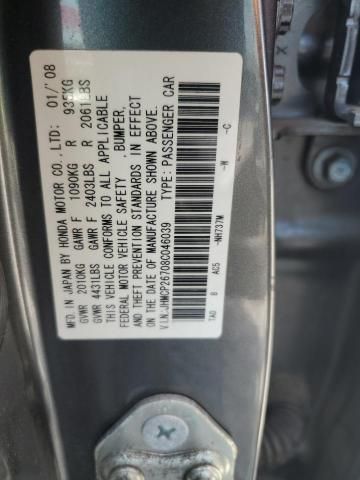 MFD. IN JAPAN BY HONDA MOTOR CO., LTD: 01/'08
GVWR 2010KG GAWR F 1090KG R 935KG
GVWR 4431LBS GAWR F 2403LBS R 2061LBS
THIS VEHICLE CONFORMS TO ALL APPLICABLE
FEDERAL MOTOR VEHICLE SAFETY , BUMPER,
AND THEFT PREVENTION STANDARDS IN EFFECT
ON THE DATE OF MANUFACTURE SHOWN ABOVE.
V.I.N.: JHMCP26708C046039 TYPE: PASSENGER CAR
TA0 B AC5 -NH737M -N -C